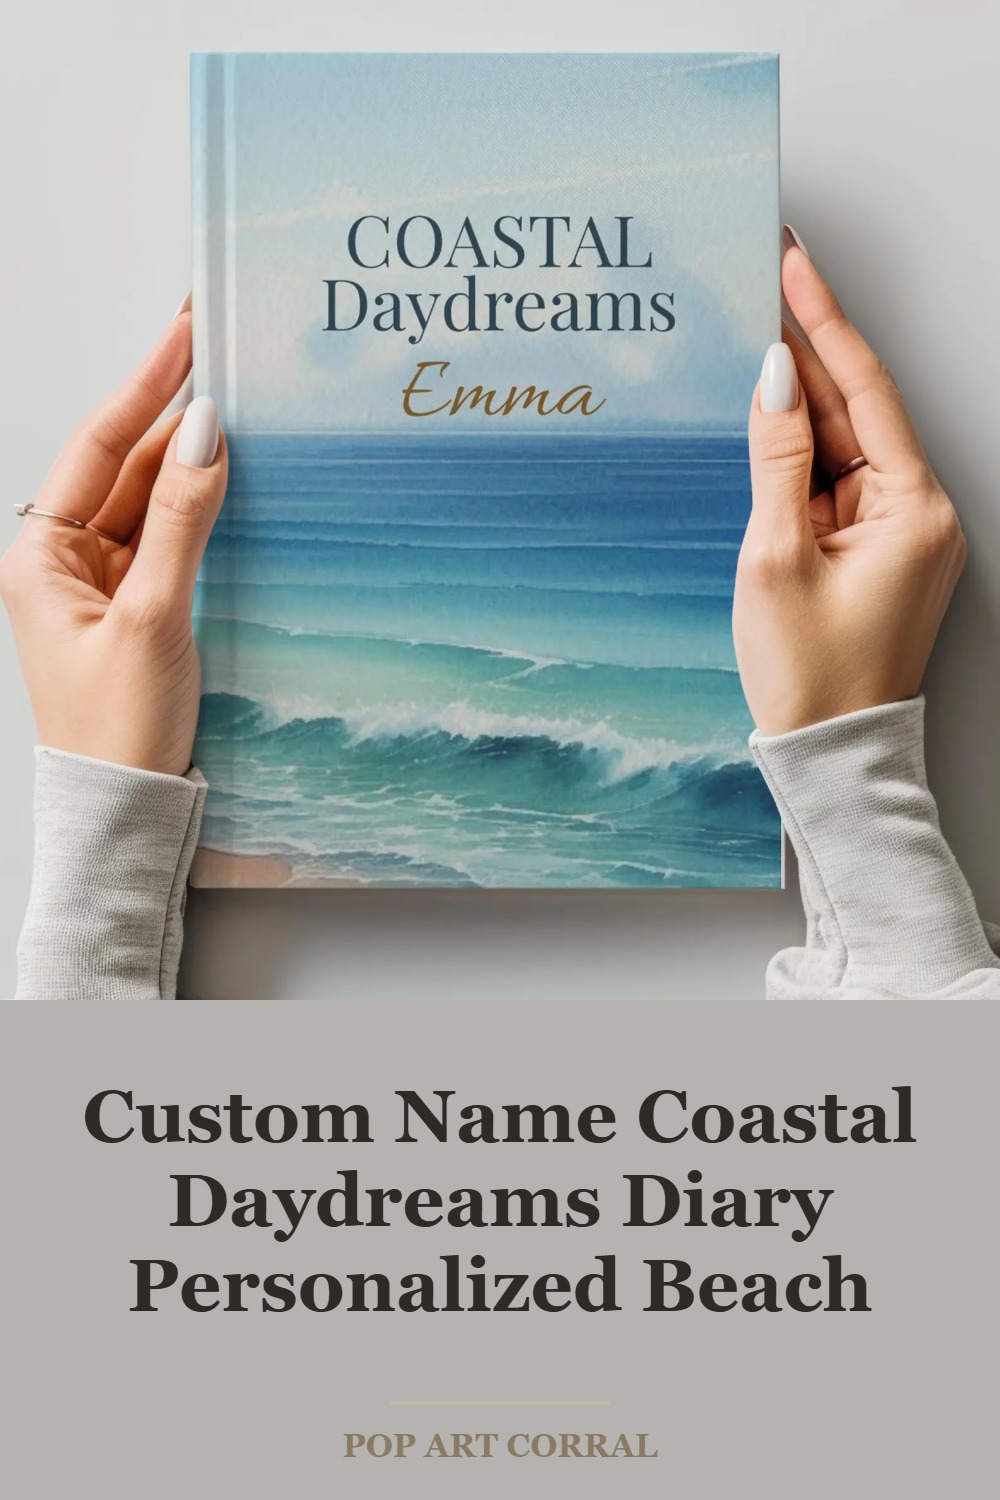 COASTAL
Daydreams
Emma
Custom Name Coastal
Daydreams Diary
Personalized Beach
POP ART CORRAL